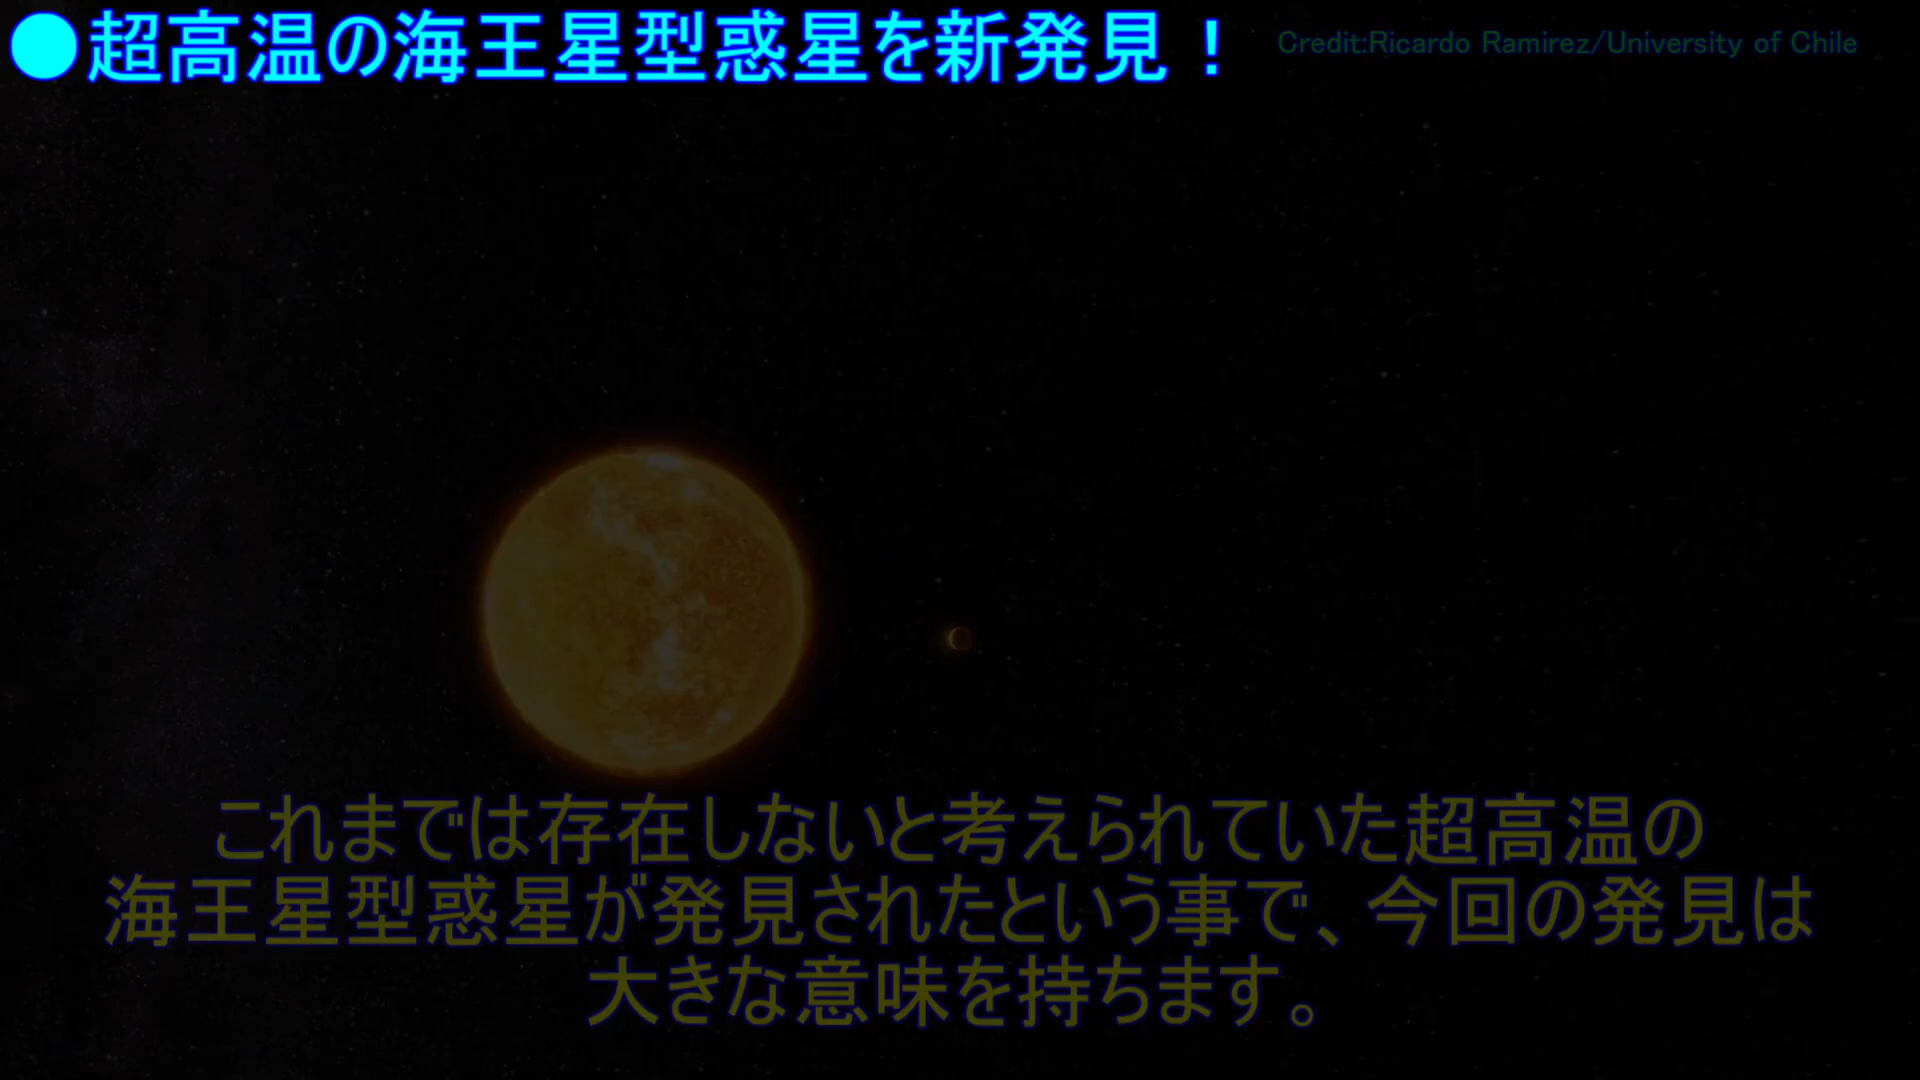 ●超高温の海王星型惑星を新発見！
Credit:Ricardo Ramirez/University of Chile
これまでは存在しないと考えられていた超高温の
海王星型惑星が発見されたという事で、今回の発見は
大きな意味を持ちます。